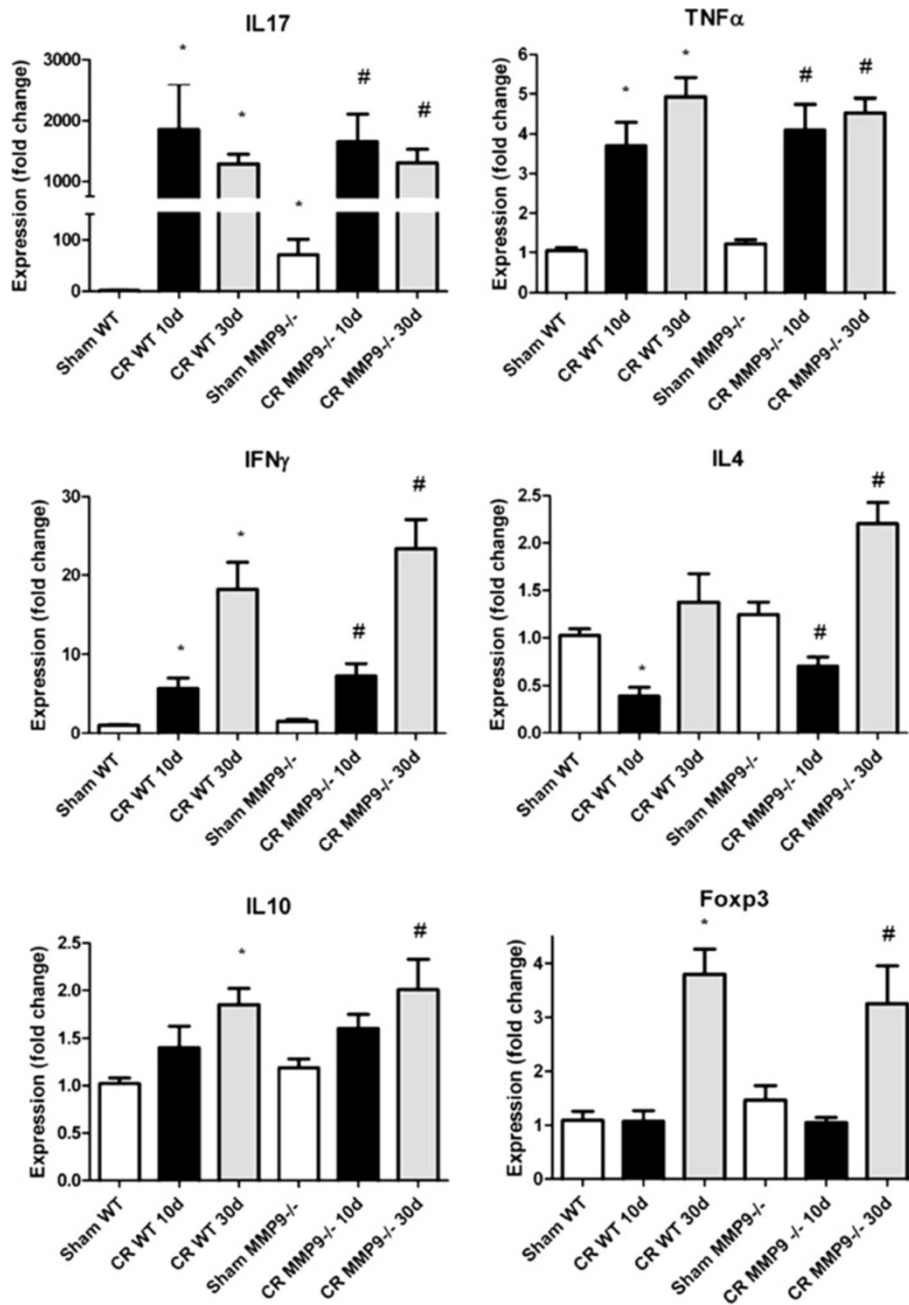 IL17
Expression (fold change)
3000
2000
1000
100
0
*
*
*
#
#
Sham WT
CR WT 10d
CR WT 30d
Sham MMP9-/-
CR MMP9-/- 10d
CR MMP9-/- 30d
TNFα
Expression (fold change)
6
5
4
3
2
1
0
*
*
#
#
Sham WT
CR WT 10d
CR WT 30d
Sham MMP9-/-
CR MMP9-/- 10d
CR MMP9-/- 30d
IFNγ
Expression (fold change)
30
20
10
0
*
*
#
#
Sham WT
CR WT 10d
CR WT 30d
Sham MMP9-/-
CR MMP9-/- 10d
CR MMP9-/- 30d
IL4
Expression (fold change)
2.5
2.0
1.5
1.0
0.5
0.0
*
#
#
Sham WT
CR WT 10d
CR WT 30d
Sham MMP9-/-
CR MMP9-/- 10d
CR MMP9-/- 30d
IL10
Expression (fold change)
2.5
2.0
1.5
1.0
0.5
0.0
*
#
Sham WT
CR WT 10d
CR WT 30d
Sham MMP9-/-
CR MMP9-/- 10d
CR MMP9-/- 30d
Foxp3
Expression (fold change)
4
3
2
1
0
*
#
Sham WT
CR WT 10d
CR WT 30d
Sham MMP9-/-
CR MMP9 -/- 10d
CR MMP9-/- 30d